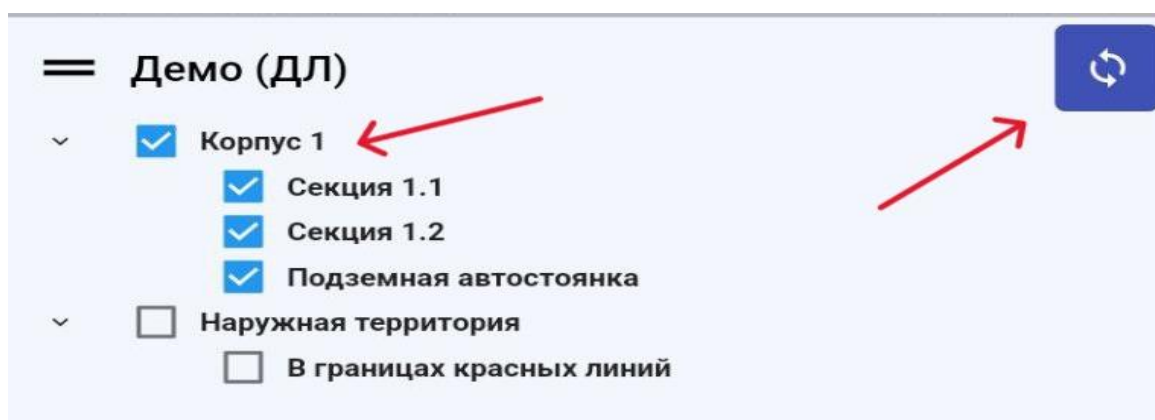 Демо (ДЛ)
Корпус 1
Секция 1.1
Секция 1.2
Подземная автостоянка
Наружная территория
В границах красных линий